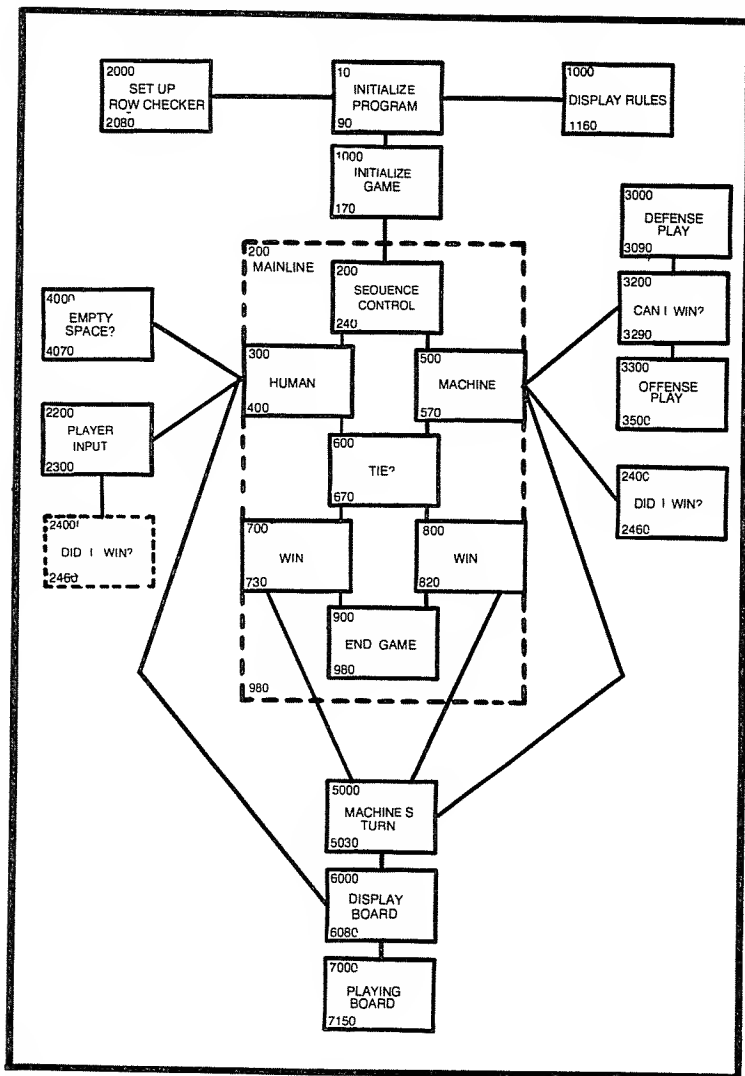 2000
SET UP
ROW CHECKER
2080
10
INITIALIZE
PROGRAM
90
1000
DISPLAY RULES
1160
1000
INITIALIZE
GAME
170
200
MAINLINE
200
SEQUENCE
CONTROL
240
300
HUMAN
400
500
MACHINE
570
600
TIE?
670
700
WIN
730
800
WIN
820
900
END GAME
980
980
4000
EMPTY
SPACE?
4070
2200
PLAYER
INPUT
2300
2400
DID I WIN?
2460
3000
DEFENSE
PLAY
3090
3200
CAN I WIN?
3290
3300
OFFENSE
PLAY
3500
2400
DID I WIN?
2460
5000
MACHINE S
TURN
5030
6000
DISPLAY
BOARD
6080
7000
PLAYING
BOARD
7150